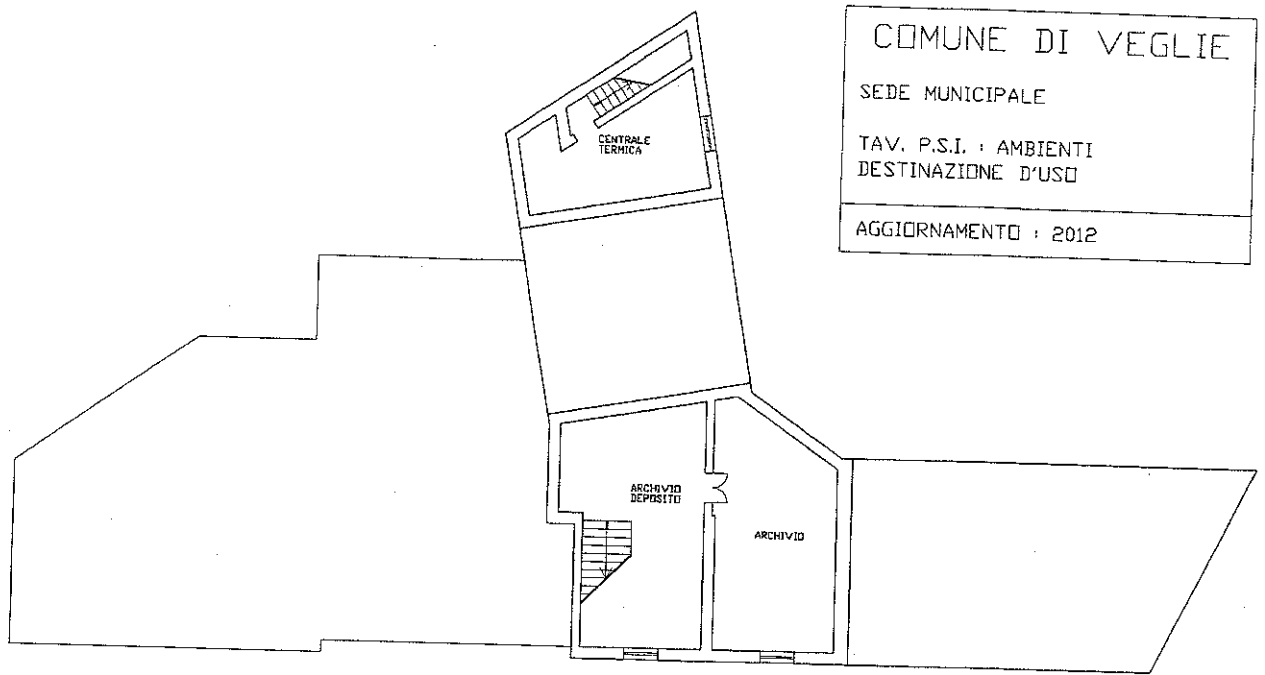 COMUNE DI VEGLIE
SEDE MUNICIPALE
TAV. P.S.I. : AMBIENTI
DESTINAZIONE D'USO
AGGIORNAMENTO : 2012
CENTRALE
TERMICA
ARCHIVIO
DEPOSITO
ARCHIVIO